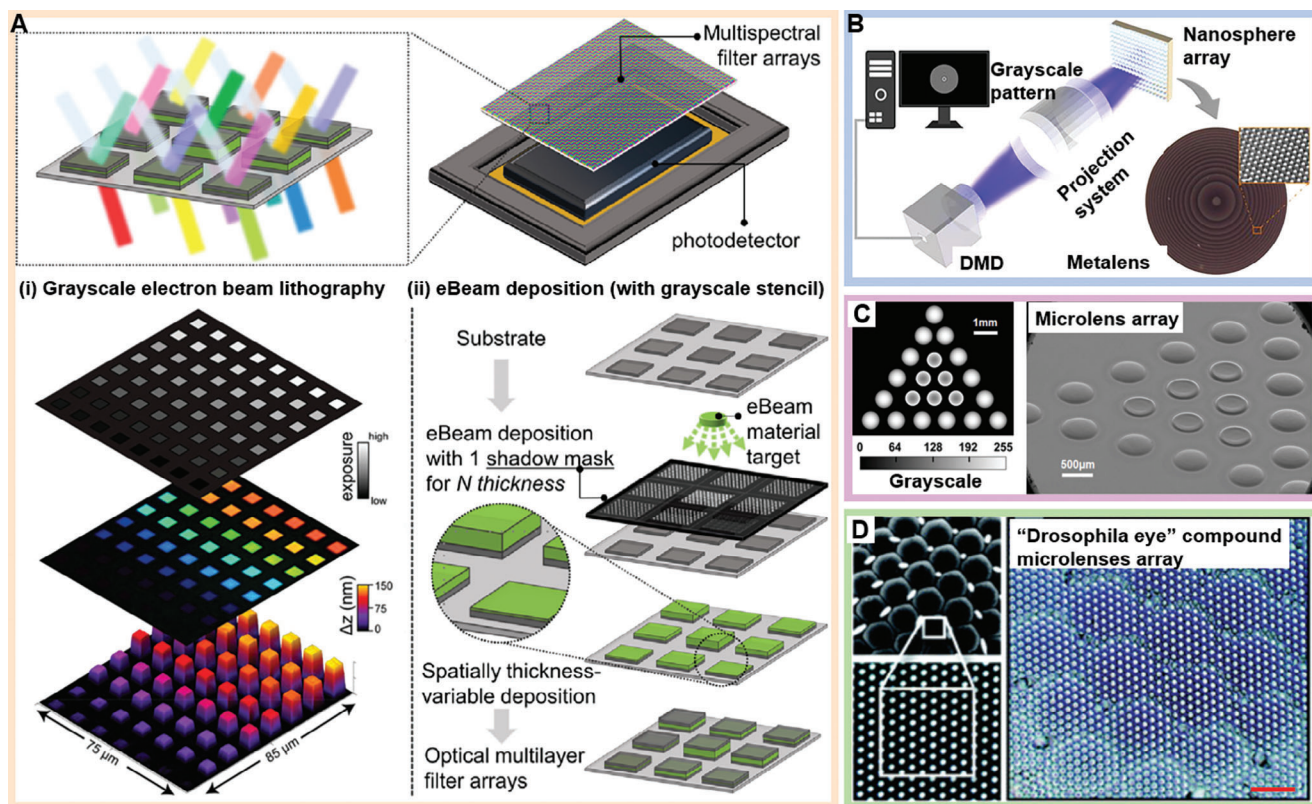 A
Multispectral
filter arrays
photodetector
(i) Grayscale electron beam lithography
exposure
high
low
Δz (nm)
150
75
0
75 μm
85 μm
(ii) eBeam deposition (with grayscale stencil)
Substrate
eBeam deposition
with 1 shadow mask
for N thickness
eBeam
material
target
Spatially thickness-
variable deposition
Optical multilayer
filter arrays
B
Grayscale
pattern
Nanosphere
array
Projection
system
DMD
Metalens
C
1mm
0 64 128 192 255
Grayscale
Microlens array
500μm
D
“Drosophila eye” compound
microlenses array